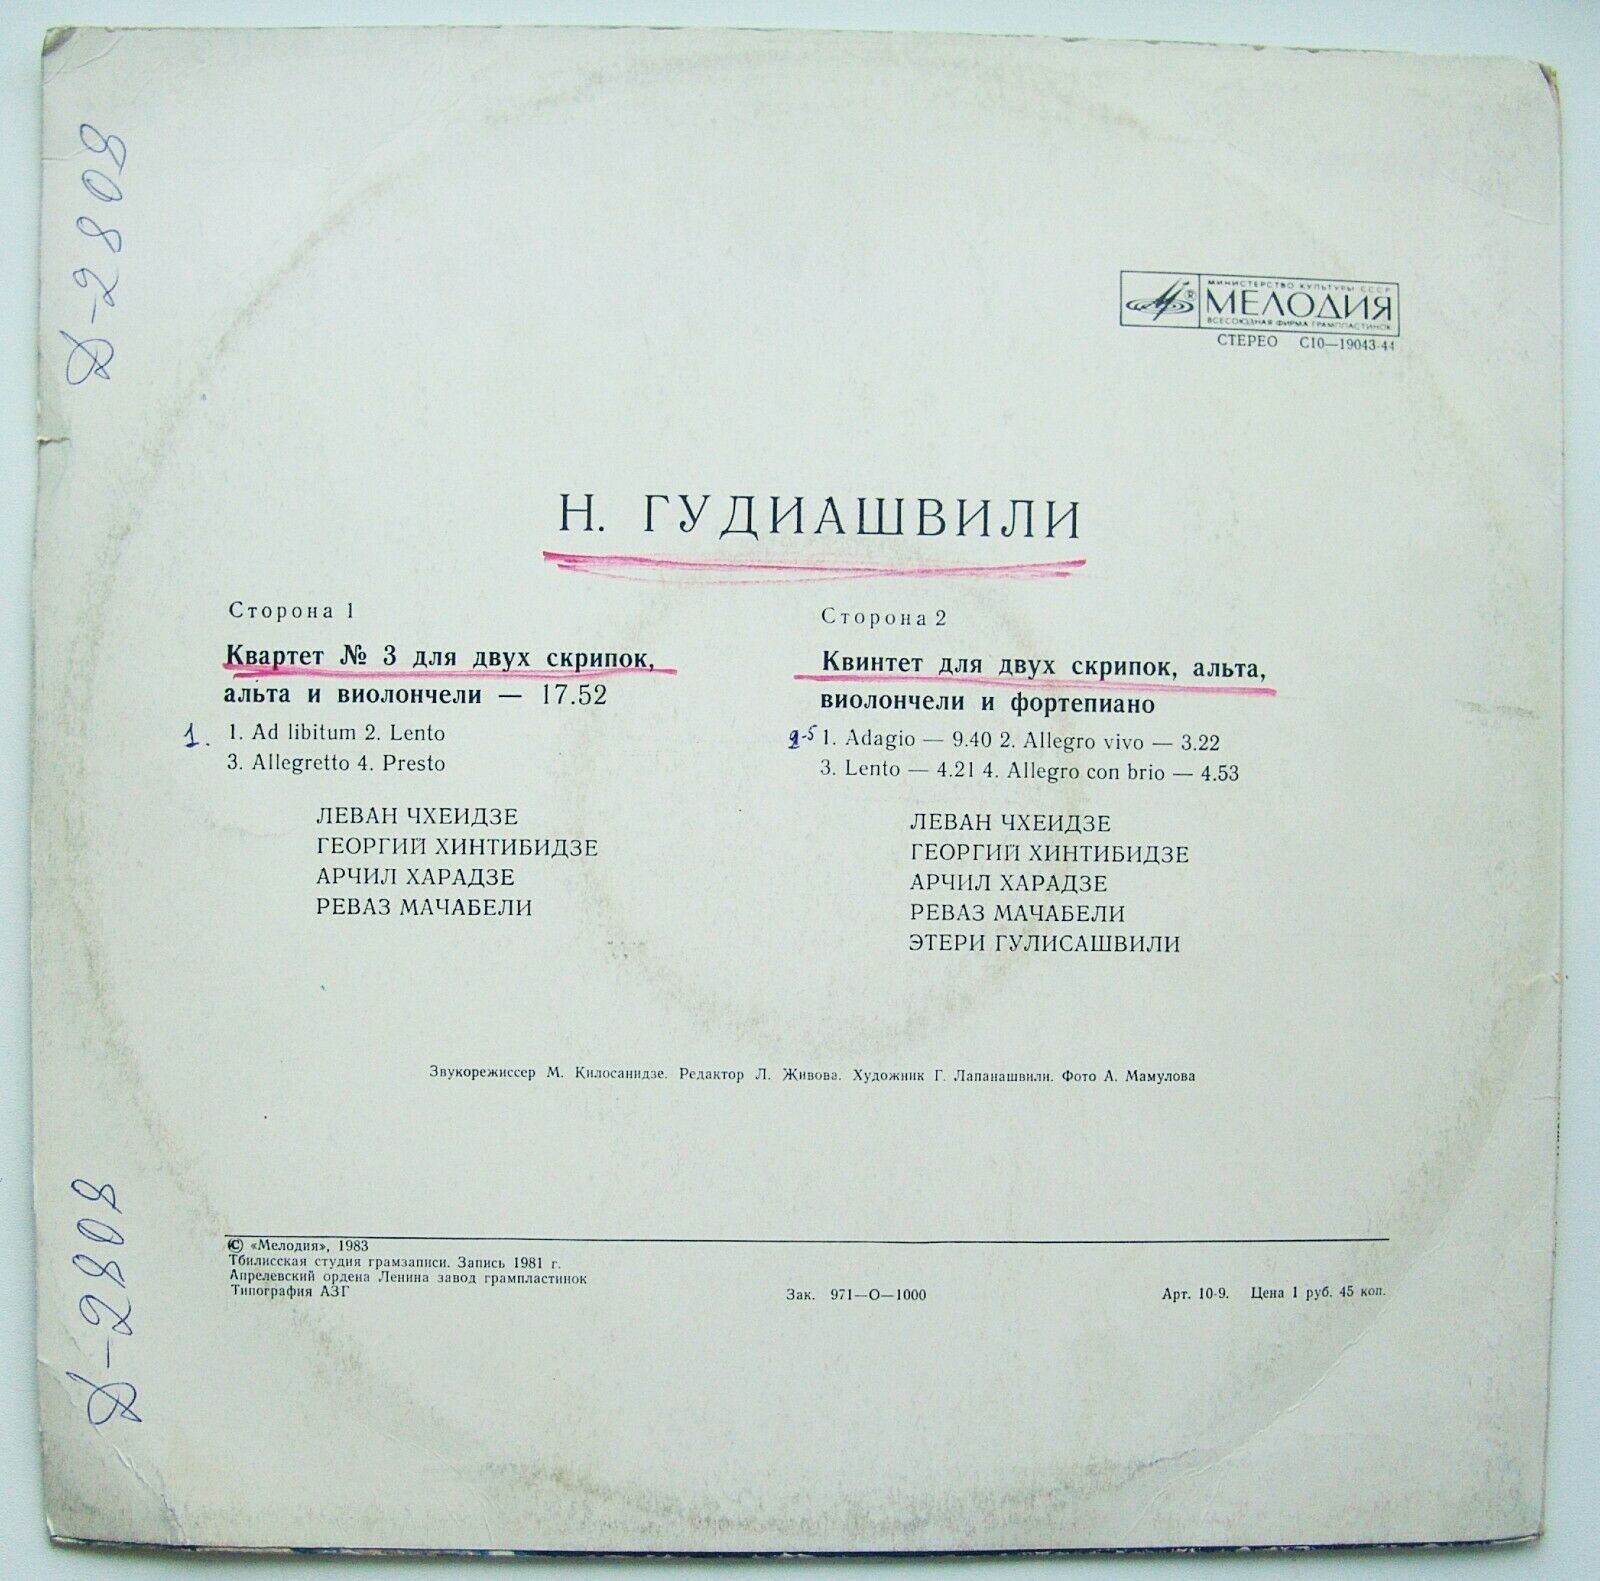 МИНИСТЕРСТВО КУЛЬТУРЫ СССР
МЕЛОДИЯ
ВСЕСОЮЗНАЯ ФИРМА ГРАМПЛАСТИНОК
СТЕРЕО С10—19043-44
Н. ГУДИАШВИЛИ
Сторона 1
Квартет № 3 для двух скрипок,
альта и виолончели — 17.52
1.
1. Ad libitum 2. Lento
3. Allegretto 4. Presto
ЛЕВАН ЧХЕИДЗЕ
ГЕОРГИЙ ХИНТИБИДЗЕ
АРЧИЛ ХАРАДЗЕ
РЕВАЗ МАЧАБЕЛИ
Сторона 2
Квинтет для двух скрипок, альта,
виолончели и фортепиано
2-5
1. Adagio — 9.40 2. Allegro vivo — 3.22
3. Lento — 4.21 4. Allegro con brio — 4.53
ЛЕВАН ЧХЕИДЗЕ
ГЕОРГИЙ ХИНТИБИДЗЕ
АРЧИЛ ХАРАДЗЕ
РЕВАЗ МАЧАБЕЛИ
ЭТЕРИ ГУЛИСАШВИЛИ
Звукорежиссер М. Килосанидзе. Редактор Л. Живова. Художник Г. Лапанашвили. Фото А. Мамулова
© «Мелодия», 1983
Тбилисская студия грамзаписи. Запись 1981 г.
Апрелевский ордена Ленина завод грампластинок
Типография АЗГ
Зак. 971—О—1000
Арт. 10-9. Цена 1 руб. 45 коп.
Д-2808
Д-2808